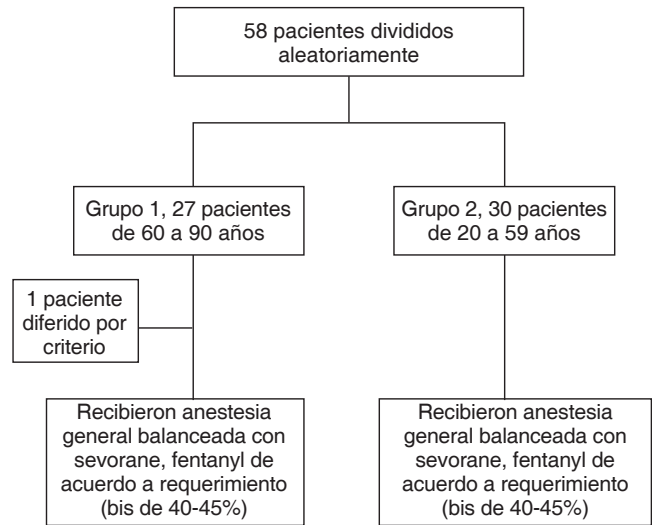 58 pacientes divididos
aleatoriamente
Grupo 1, 27 pacientes
de 60 a 90 años
Grupo 2, 30 pacientes
de 20 a 59 años
1 paciente
diferido por
criterio
Recibieron anestesia
general balanceada con
sevorane, fentanyl de
acuerdo a requerimiento
(bis de 40-45%)
Recibieron anestesia
general balanceada con
sevorane, fentanyl de
acuerdo a requerimiento
(bis de 40-45%)